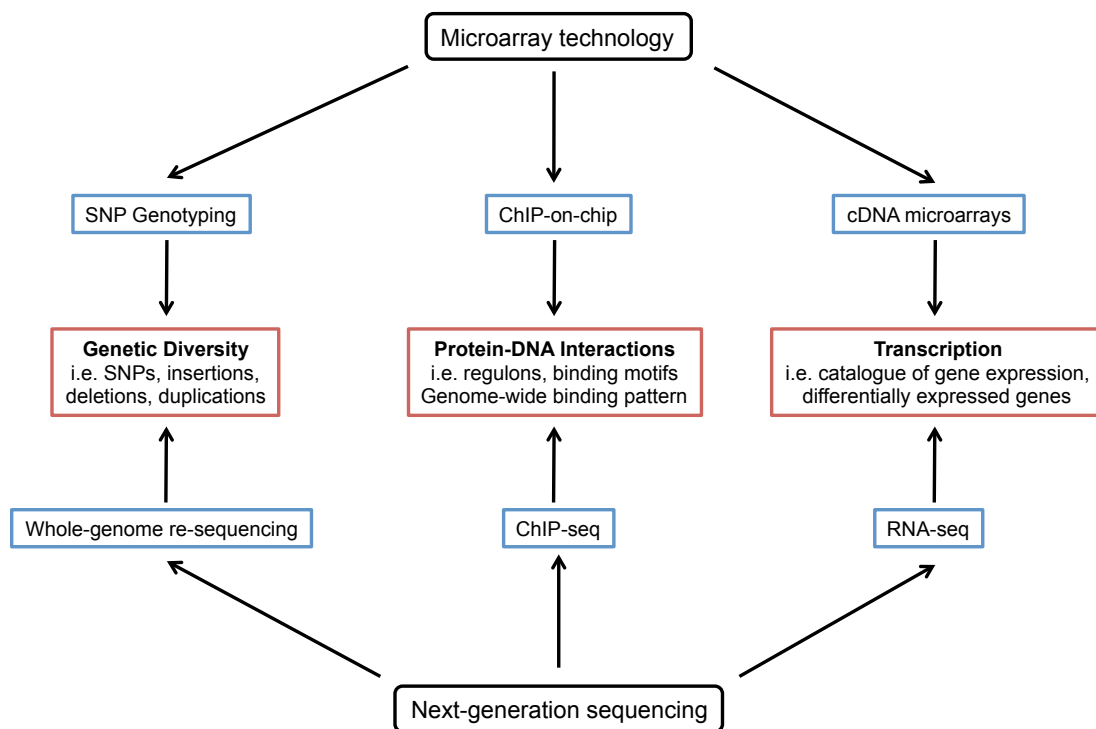 Microarray technology
SNP Genotyping
ChIP-on-chip
cDNA microarrays
Genetic Diversity
i.e. SNPs, insertions,
deletions, duplications
Protein-DNA Interactions
i.e. regulons, binding motifs
Genome-wide binding pattern
Transcription
i.e. catalogue of gene expression,
differentially expressed genes
Whole-genome re-sequencing
ChIP-seq
RNA-seq
Next-generation sequencing